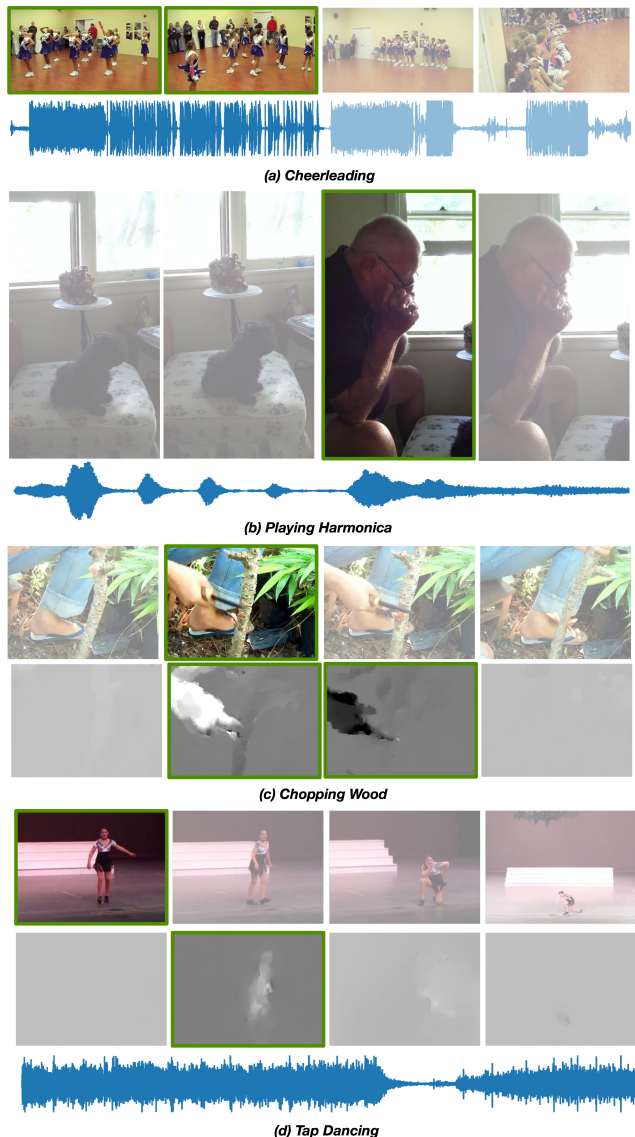 (a) Cheerleading
(b) Playing Harmonica
(c) Chopping Wood
(d) Tap Dancing